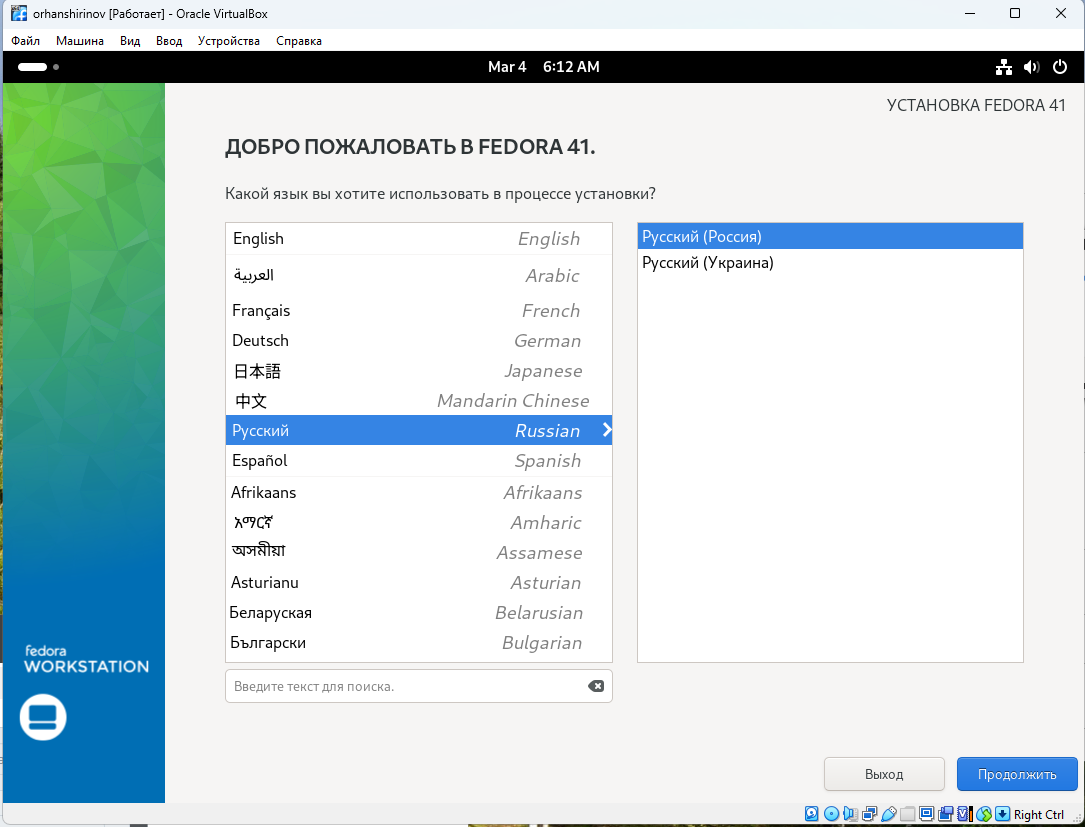 orhanshirinov [Работает] - Oracle VirtualBox
Файл Машина Вид Ввод Устройства Справка
Mar 4 6:12 AM
УСТАНОВКА FEDORA 41
ДОБРО ПОЖАЛОВАТЬ В FEDORA 41.
Какой язык вы хотите использовать в процессе установки?
English English
العربية Arabic
Français French
Deutsch German
日本語 Japanese
中文 Mandarin Chinese
Русский Russian
Español Spanish
Afrikaans Afrikaans
አማርኛ Amharic
অসমীয়া Assamese
Asturianu Asturian
Беларуская Belarusian
Български Bulgarian
Русский (Россия)
Русский (Украина)
Введите текст для поиска.
fedora
WORKSTATION
Выход Продолжить
Right Ctrl